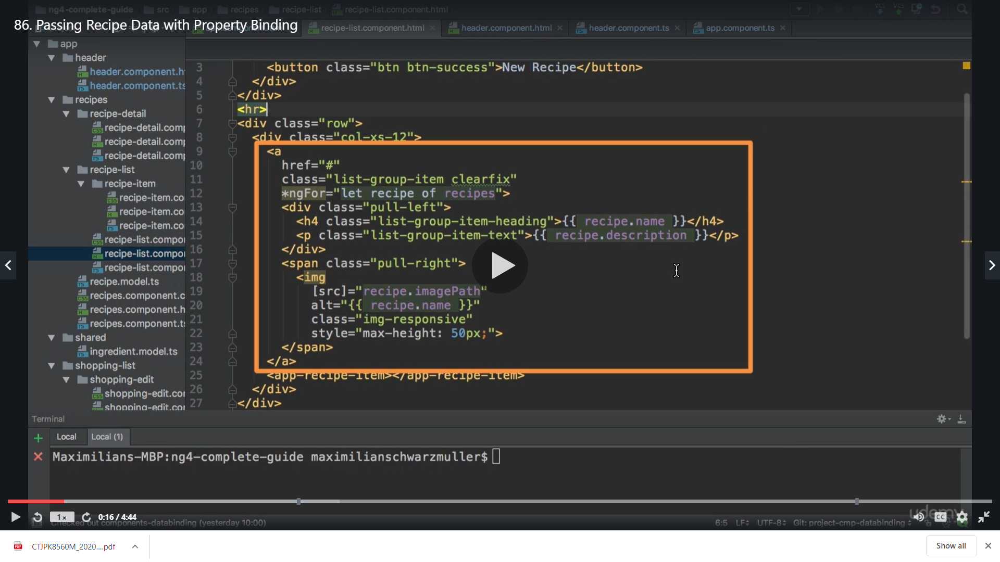 ng4-complete-guide src app recipes recipe-list recipe-list.component.html
86. Passing Recipe Data with Property Binding
recipe-list.component.html header.component.html header.component.ts app.component.ts
app
header
header.component.h
header.component.ts
recipes
recipe-detail
recipe-detail.comp
recipe-detail.comp
recipe-detail.comp
recipe-list
recipe-item
recipe-item.co
recipe-item.co
recipe-item.co
recipe-list.compo
recipe-list.compo
recipe-list.compo
recipe.model.ts
recipes.component.c
recipes.component.h
recipes.component.ts
shared
ingredient.model.ts
shopping-list
shopping-edit
shopping-edit.cor
shopping-edit.cor
3 <button class="btn btn-success">New Recipe</button>
4 </div>
5 </div>
6 <hr>
7 <div class="row">
8 <div class="col-xs-12">
9 <a
10 href="#"
11 class="list-group-item clearfix"
12 *ngFor="let recipe of recipes">
13 <div class="pull-left">
14 <h4 class="list-group-item-heading">{{ recipe.name }}</h4>
15 <p class="list-group-item-text">{{ recipe.description }}</p>
16 </div>
17 <span class="pull-right">
18 <img
19 [src]="recipe.imagePath"
20 alt="{{ recipe.name }}"
21 class="img-responsive"
22 style="max-height: 50px;">
23 </span>
24 </a>
25 <app-recipe-item></app-recipe-item>
26 </div>
27 </div>
Terminal
Local Local (1)
Maximilians-MBP:ng4-complete-guide maximilianschwarzmuller$
1x 0:16 / 4:44
Checked out components-databinding (yesterday 10:00) 6:5 LF UTF-8 Git: project-cmp-databinding
udemy
CC
CTJPK8560M_2020....pdf Show all